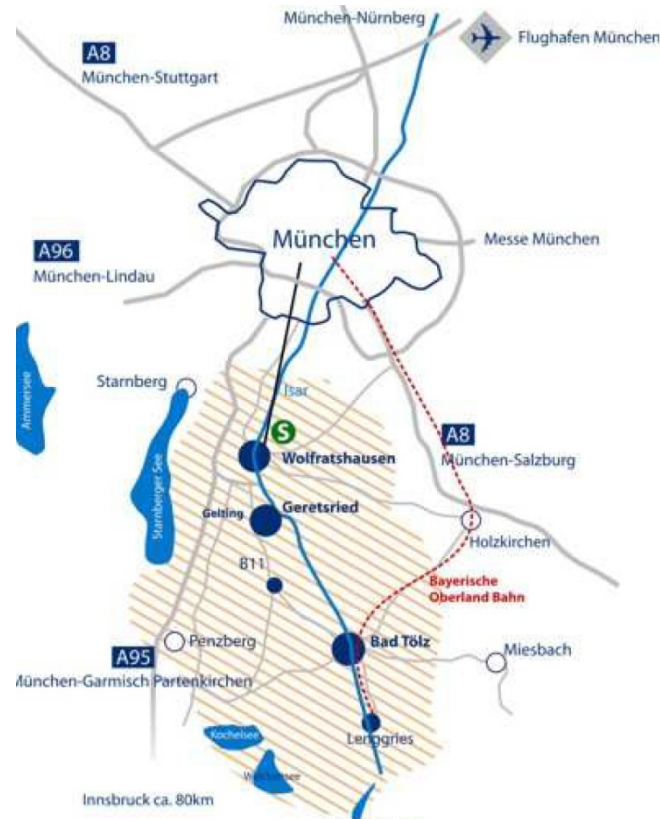 München-Nürnberg
Flughafen München
A8
München-Stuttgart
München
Messe München
A96
München-Lindau
Ammersee
Starnberg
Isar
S
Starnberger See
Wolfratshausen
A8
München-Salzburg
Gelting
Geretsried
Holzkirchen
B11
Bayerische
Oberland Bahn
Penzberg
Bad Tölz
Miesbach
A95
München-Garmisch Partenkirchen
Kochelsee
Lenggries
Innsbruck ca. 80km